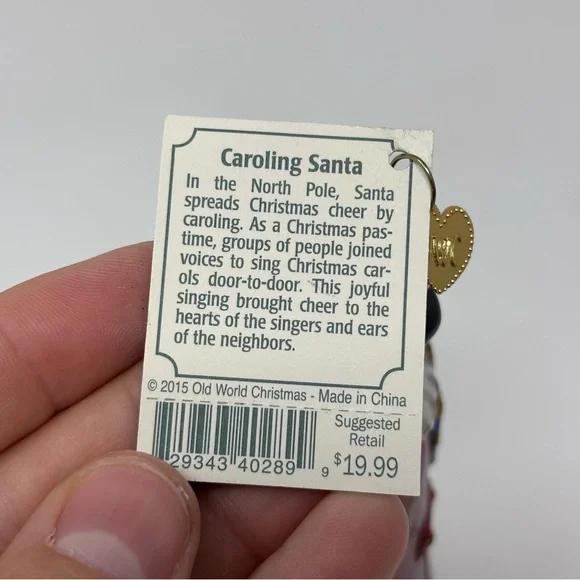 Caroling Santa
In the North Pole, Santa
spreads Christmas cheer by
caroling. As a Christmas pas-
time, groups of people joined
voices to sing Christmas car-
ols door-to-door. This joyful
singing brought cheer to the
hearts of the singers and ears
of the neighbors.
© 2015 Old World Christmas - Made in China
Suggested
Retail
$19.99
29343 40289 9